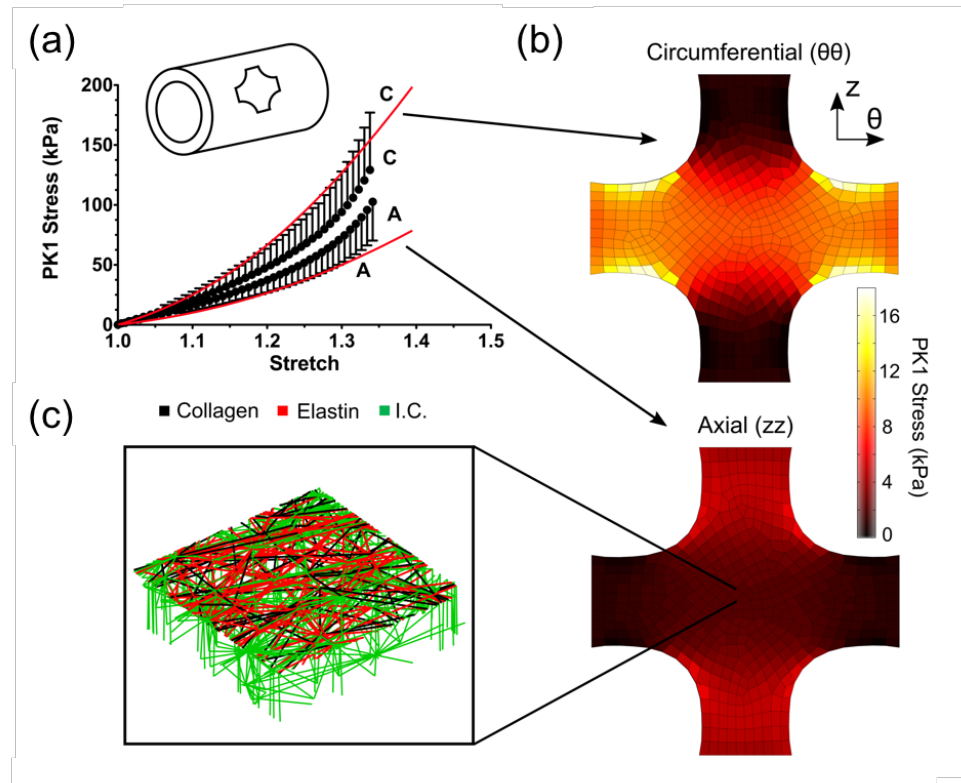 (a)
200
150
100
50
0
PK1 Stress (kPa)
1.0 1.1 1.2 1.3 1.4 1.5
Stretch
C
C
A
A
(b)
Circumferential (θθ)
z
θ
16
12
8
4
0
PK1 Stress (kPa)
Axial (zz)
(c)
Collagen Elastin I.C.